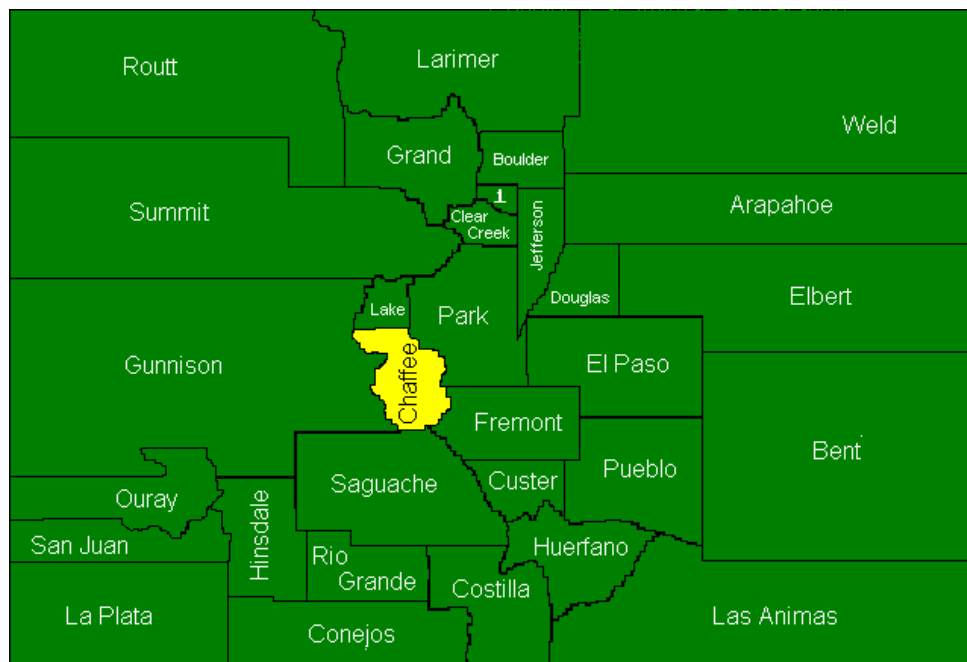 Larimer
Routt
Weld
Grand
Boulder
1
Summit
Arapahoe
Clear
Creek
Jefferson
Elbert
Douglas
Lake
Park
Gunnison
El Paso
Chaffee
Fremont
Bent
Saguache
Custer
Pueblo
Ouray
Hinsdale
San Juan
Huerfano
Rio
Grande
Costilla
La Plata
Las Animas
Conejos